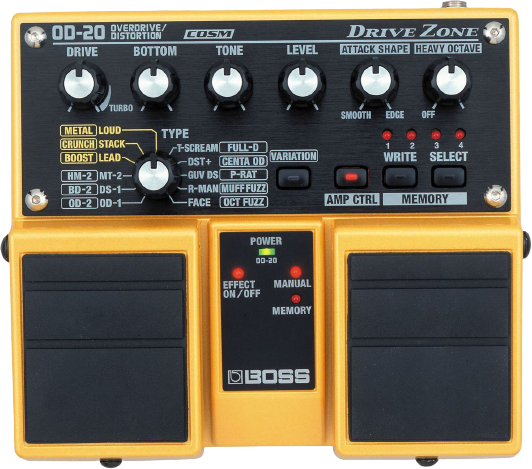 OD-20 OVERDRIVE/
DISTORTION COSM DRIVE ZONE
DRIVE BOTTOM TONE LEVEL ATTACK SHAPE HEAVY OCTAVE
TURBO SMOOTH EDGE OFF
TYPE
METAL LOUD
CRUNCH STACK
BOOST LEAD
HM-2 MT-2
BD-2 DS-1
OD-2 OD-1
T-SCREAM FULL-D
DST+ CENTA OD
GUV DS P-RAT
R-MAN MUFF FUZZ
FACE OCT FUZZ
VARIATION
1 2 3 4
WRITE SELECT
AMP CTRL MEMORY
POWER
OD-20
EFFECT
ON/OFF
MANUAL
MEMORY
BOSS